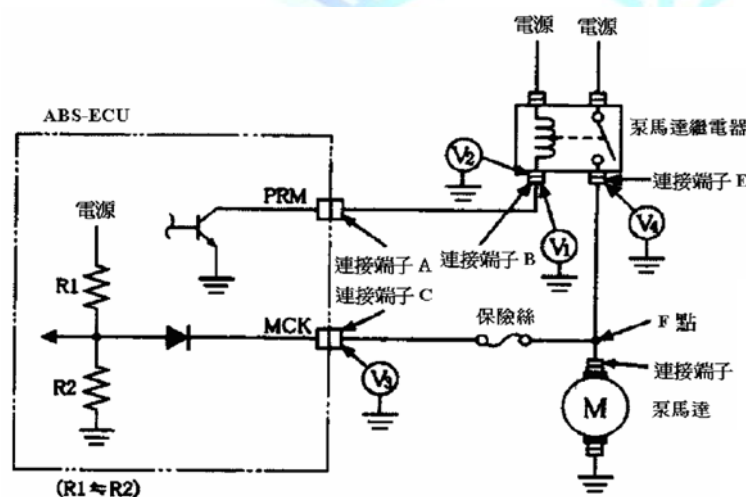 電源 電源
ABS-ECU
泵馬達繼電器
V2
連接端子 E
PRM
電源
V4
連接端子 A
連接端子 B
V1
R1
連接端子 C
MCK
保險絲
F 點
V3
連接端子
R2
M
泵馬達
(R1≒R2)